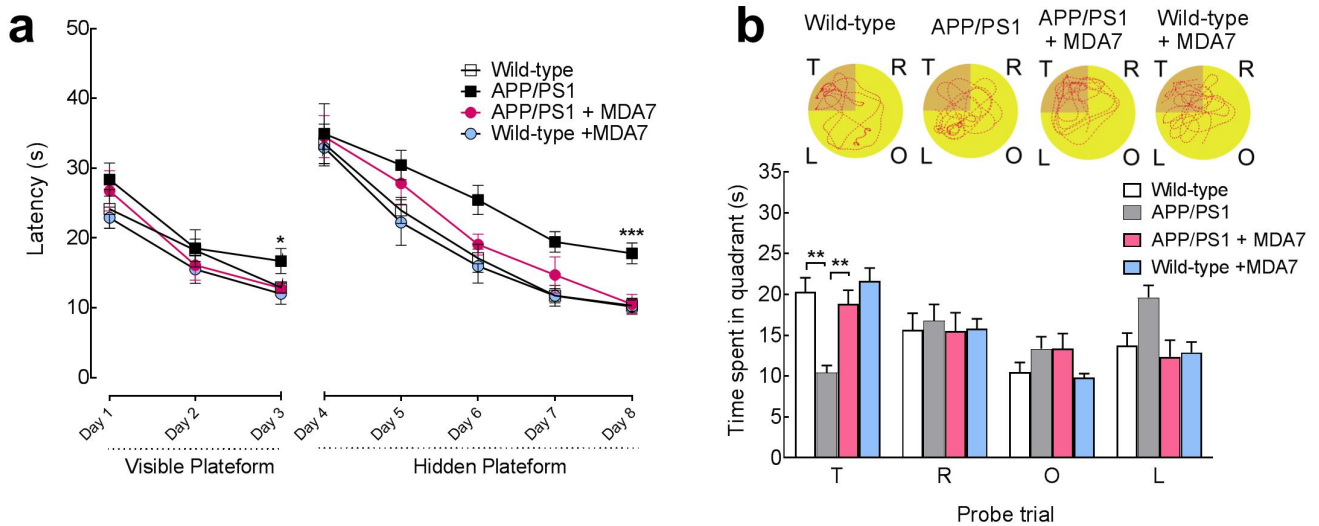 a
50
40
30
20
10
0
Latency (s)
Wild-type
APP/PS1
APP/PS1 + MDA7
Wild-type +MDA7
*
***
Day 1
Day 2
Day 3
Day 4
Day 5
Day 6
Day 7
Day 8
Visible Plateform
Hidden Plateform
b
Wild-type
APP/PS1
APP/PS1
+ MDA7
Wild-type
+ MDA7
T R
L O
T R
L O
T R
L O
T R
L O
35
30
25
20
15
10
5
0
Time spent in quadrant (s)
Wild-type
APP/PS1
APP/PS1 + MDA7
Wild-type +MDA7
** **
T R O L
Probe trial